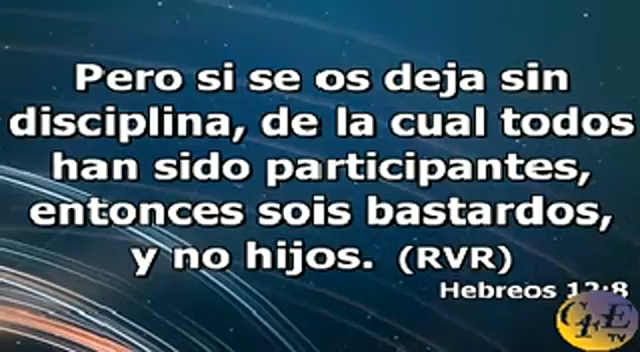 Pero si se os deja sin
disciplina, de la cual todos
han sido participantes,
entonces sois bastardos,
y no hijos. (RVR)
Hebreos 12:8
TV